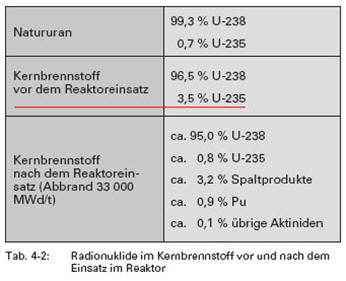 Natururan
99,3 % U-238
0,7 % U-235
Kernbrennstoff
vor dem Reaktoreinsatz
96,5 % U-238
3,5 % U-235
Kernbrennstoff
nach dem Reaktorein-
satz (Abbrand 33 000
MWd/t)
ca. 95,0 % U-238
ca. 0,8 % U-235
ca. 3,2 % Spaltprodukte
ca. 0,9 % Pu
ca. 0,1 % übrige Aktiniden
Tab. 4-2: Radionuklide im Kernbrennstoff vor und nach dem
Einsatz im Reaktor